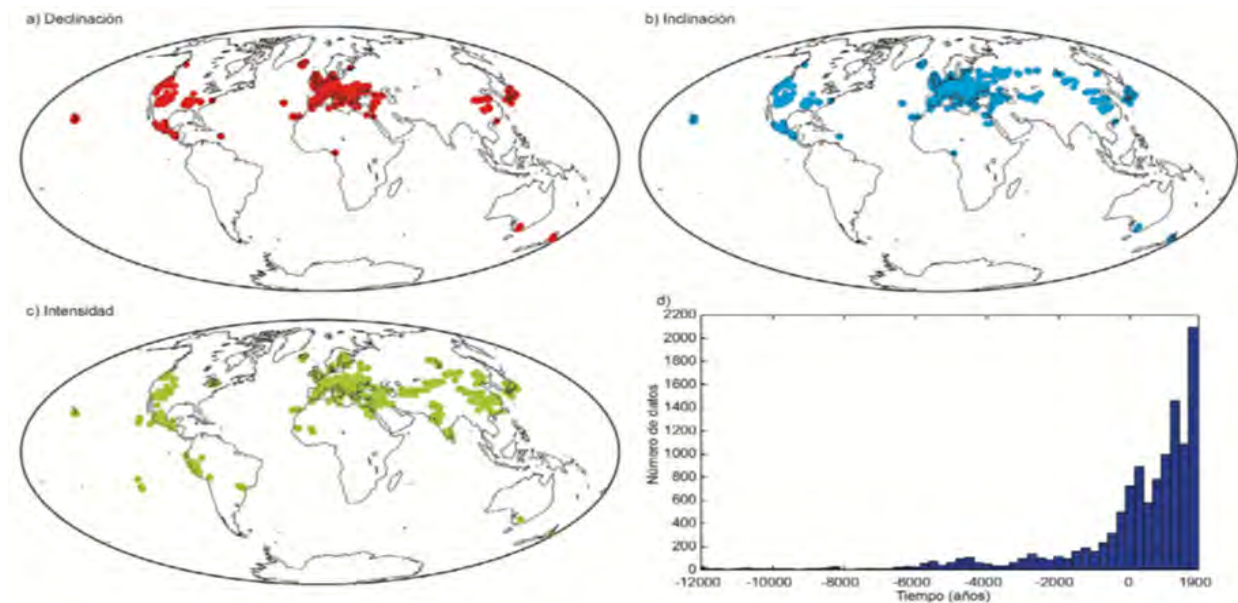 a) Declinación
b) Inclinación
c) Intensidad
d)
2200
2000
1800
1600
1400
1200
1000
800
600
400
200
0
Número de datos
-12000 -10000 -8000 -6000 -4000 -2000 0 1900
Tiempo (años)